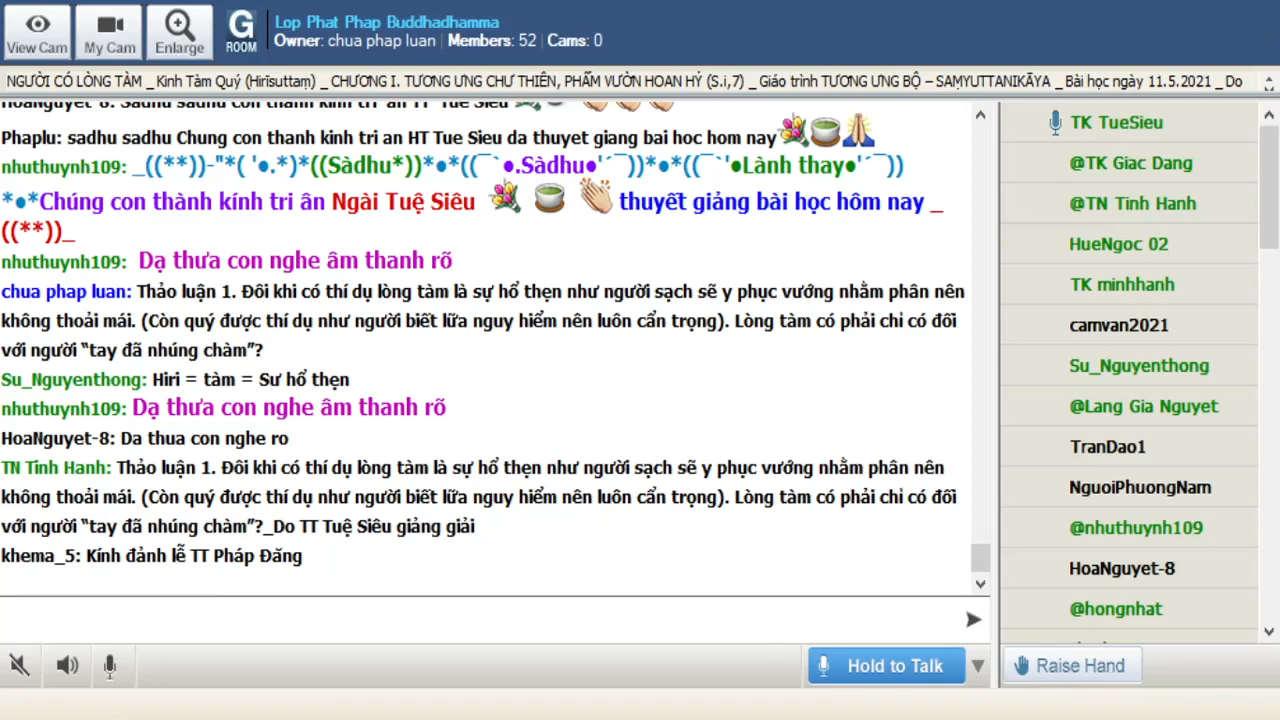 View Cam
My Cam
Enlarge
G
ROOM
Lop Phat Phap Buddhadhamma
Owner: chua phap luan | Members: 52 | Cams: 0
NGƯỜI CÓ LÒNG TÀM _ Kinh Tàm Quý (Hirīsuttaṃ) _ CHƯƠNG I. TƯƠNG ƯNG CHƯ THIÊN, PHẨM VƯỜN HOAN HỶ (S.i,7) _ Giáo trình TƯƠNG ƯNG BỘ – SAṂYUTTANIKĀYA _ Bài học ngày 11.5.2021 _ Do
HoaNguyet-8: Sadhu sadhu con thanh kinh tri an TT Tue Sieu
Phaplu: sadhu sadhu Chung con thanh kinh tri an HT Tue Sieu da thuyet giang bai hoc hom nay
nhuthuynh109: _((**))-"*( '●.*)*((Sàdhu*))*●*((¯`●.Sàdhu●'´¯))*●*((¯`'●Lành thay●'´¯))
*●*Chúng con thành kính tri ân Ngài Tuệ Siêu thuyết giảng bài học hôm nay _
((**))_
nhuthuynh109: Dạ thưa con nghe âm thanh rõ
chua phap luan: Thảo luận 1. Đôi khi có thí dụ lòng tàm là sự hổ thẹn như người sạch sẽ y phục vướng nhằm phân nên
không thoải mái. (Còn quý được thí dụ như người biết lữa nguy hiểm nên luôn cẩn trọng). Lòng tàm có phải chỉ có đối
với người “tay đã nhúng chàm”?
Su_Nguyenthong: Hiri = tàm = Sư hổ thẹn
nhuthuynh109: Dạ thưa con nghe âm thanh rõ
HoaNguyet-8: Da thua con nghe ro
TN Tinh Hanh: Thảo luận 1. Đôi khi có thí dụ lòng tàm là sự hổ thẹn như người sạch sẽ y phục vướng nhằm phân nên
không thoải mái. (Còn quý được thí dụ như người biết lữa nguy hiểm nên luôn cẩn trọng). Lòng tàm có phải chỉ có đối
với người “tay đã nhúng chàm”?_Do TT Tuệ Siêu giảng giải
khema_5: Kính đảnh lễ TT Pháp Đăng
TK TueSieu
@TK Giac Dang
@TN Tinh Hanh
HueNgoc 02
TK minhhanh
camvan2021
Su_Nguyenthong
@Lang Gia Nguyet
TranDao1
NguoiPhuongNam
@nhuthuynh109
HoaNguyet-8
@hongnhat
Hold to Talk
Raise Hand